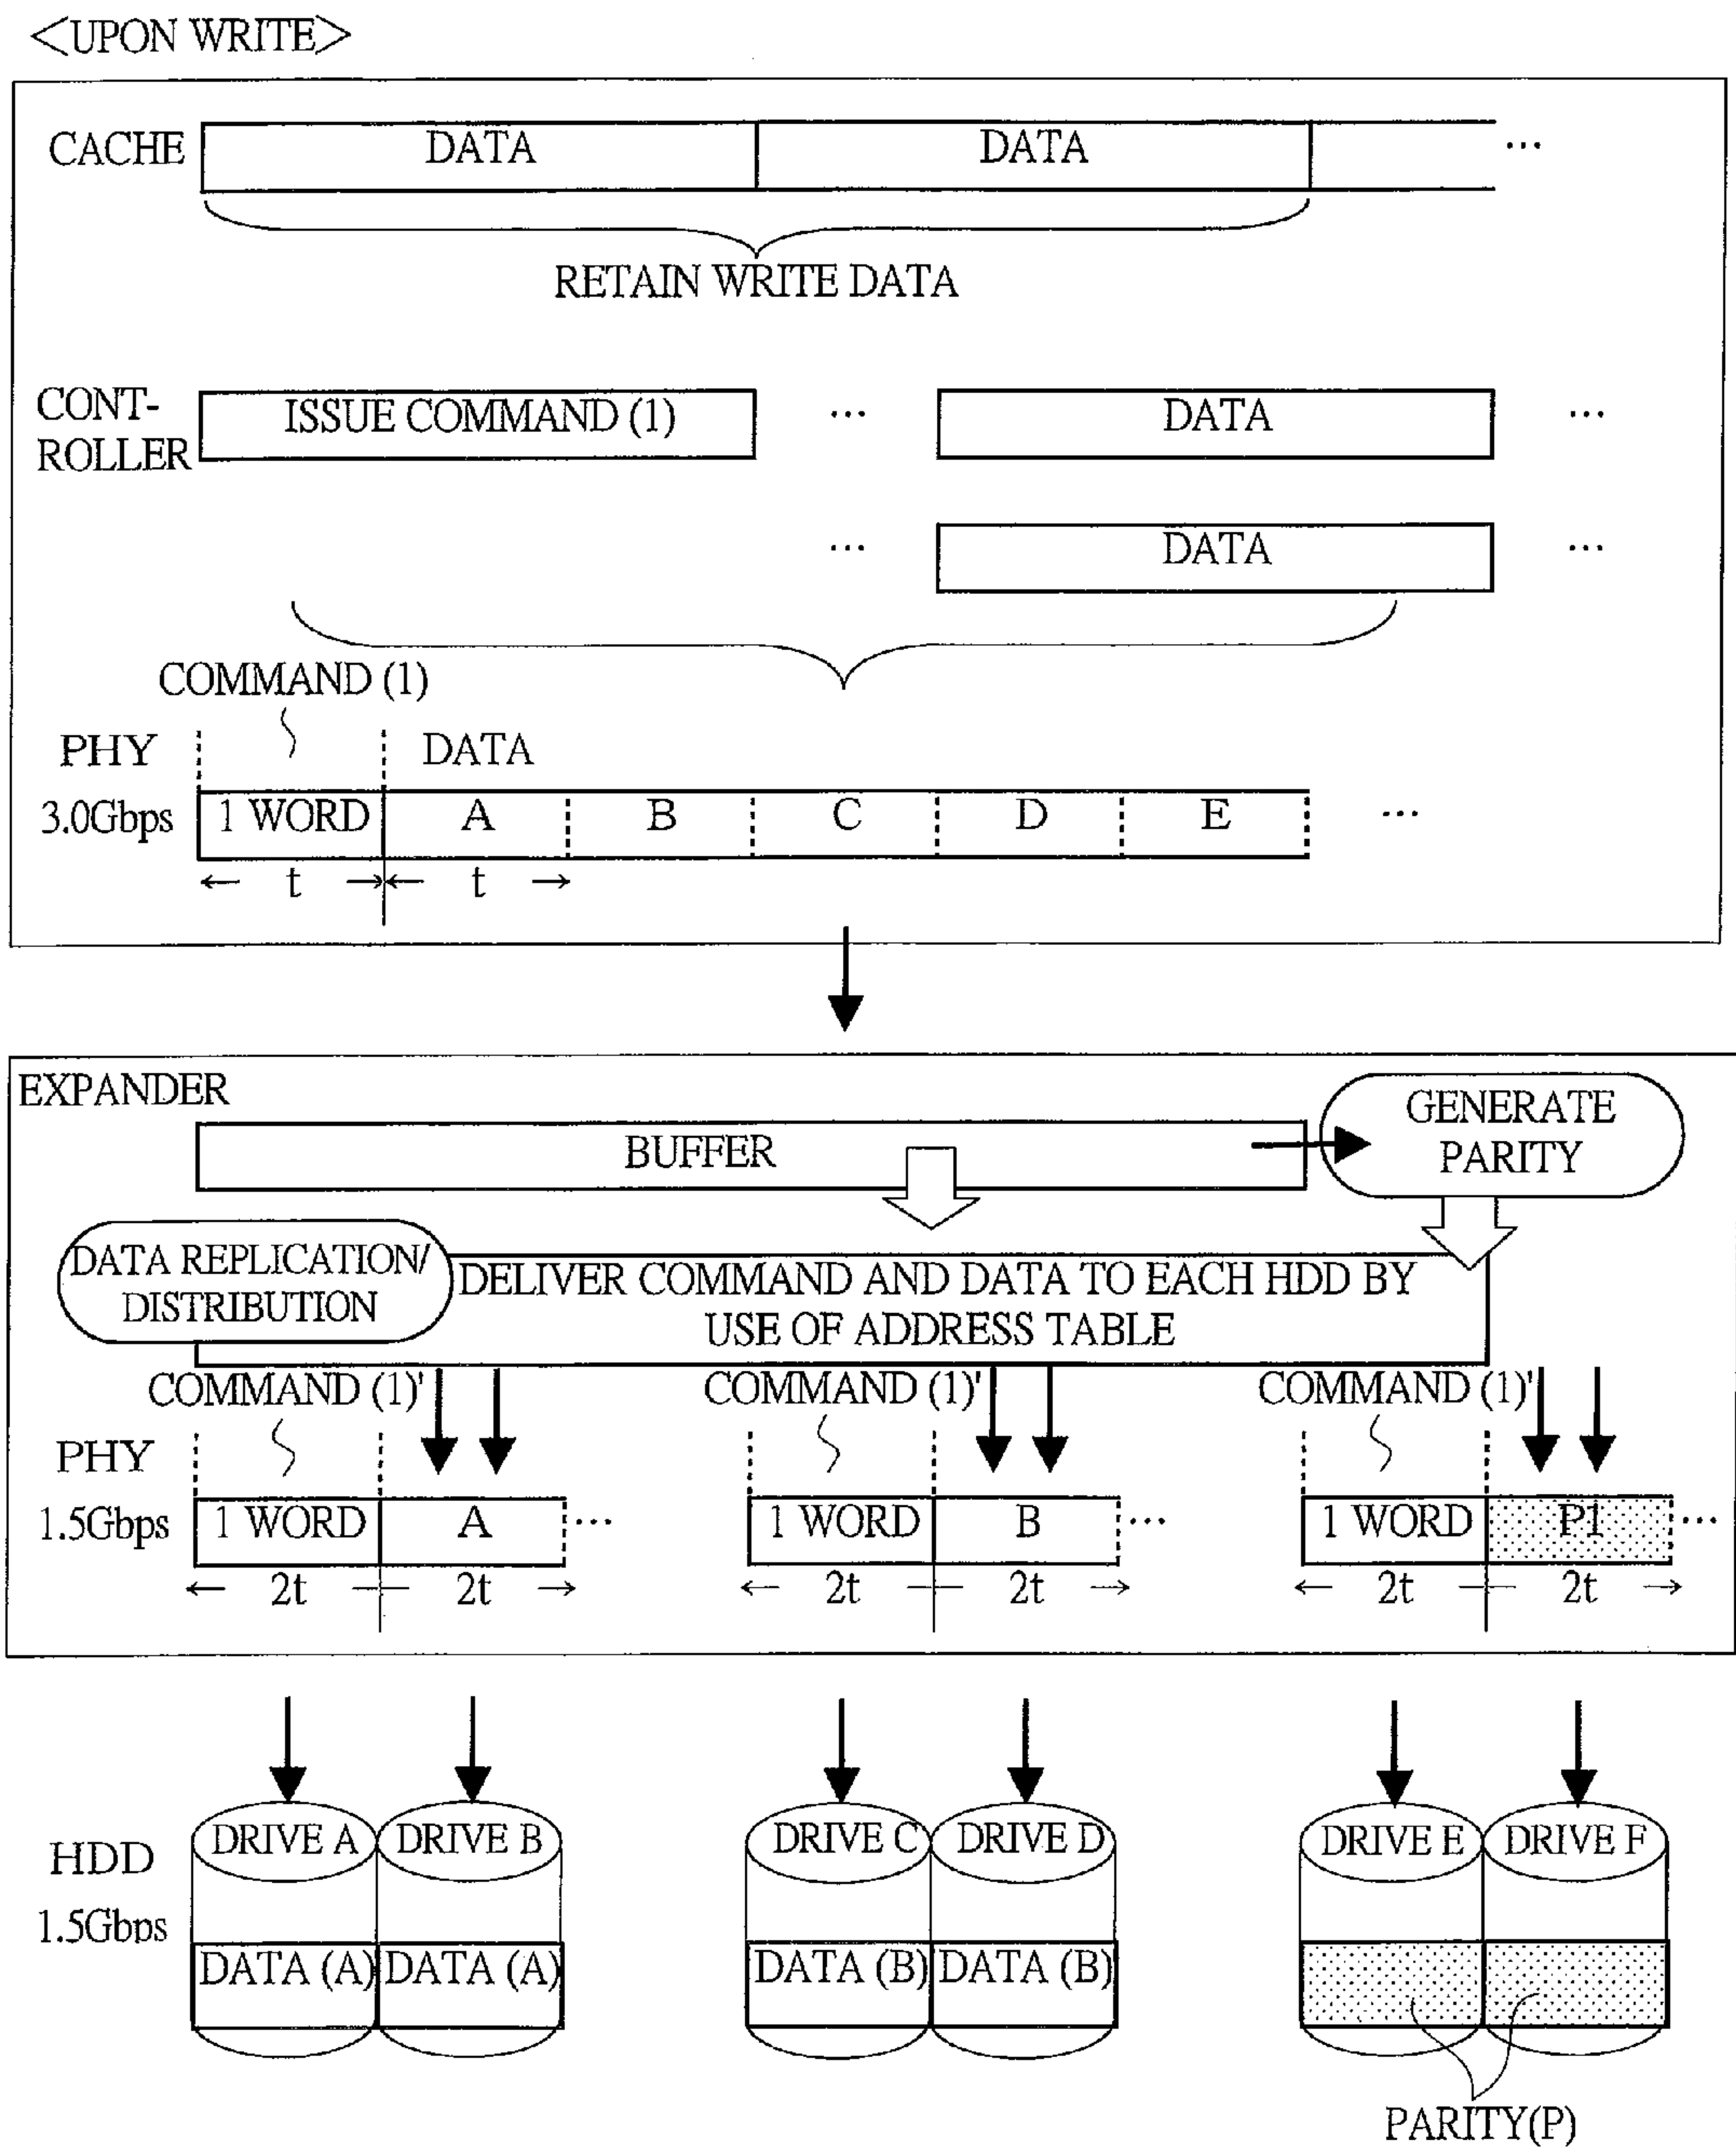 <UPON WRITE>
CACHE DATA DATA ...
RETAIN WRITE DATA
CONT-
ROLLER
ISSUE COMMAND (1) ... DATA ...
... DATA ...
COMMAND (1)
PHY DATA
3.0Gbps 1 WORD A B C D E ...
t t
EXPANDER
BUFFER
GENERATE
PARITY
DATA REPLICATION/
DISTRIBUTION
DELIVER COMMAND AND DATA TO EACH HDD BY
USE OF ADDRESS TABLE
COMMAND (1)' COMMAND (1)' COMMAND (1)'
PHY
1.5Gbps 1 WORD A ... 1 WORD B ... 1 WORD P1 ...
2t 2t 2t 2t 2t 2t
DRIVE A DRIVE B DRIVE C DRIVE D DRIVE E DRIVE F
HDD
1.5Gbps
DATA (A) DATA (A) DATA (B) DATA (B)
PARITY(P)